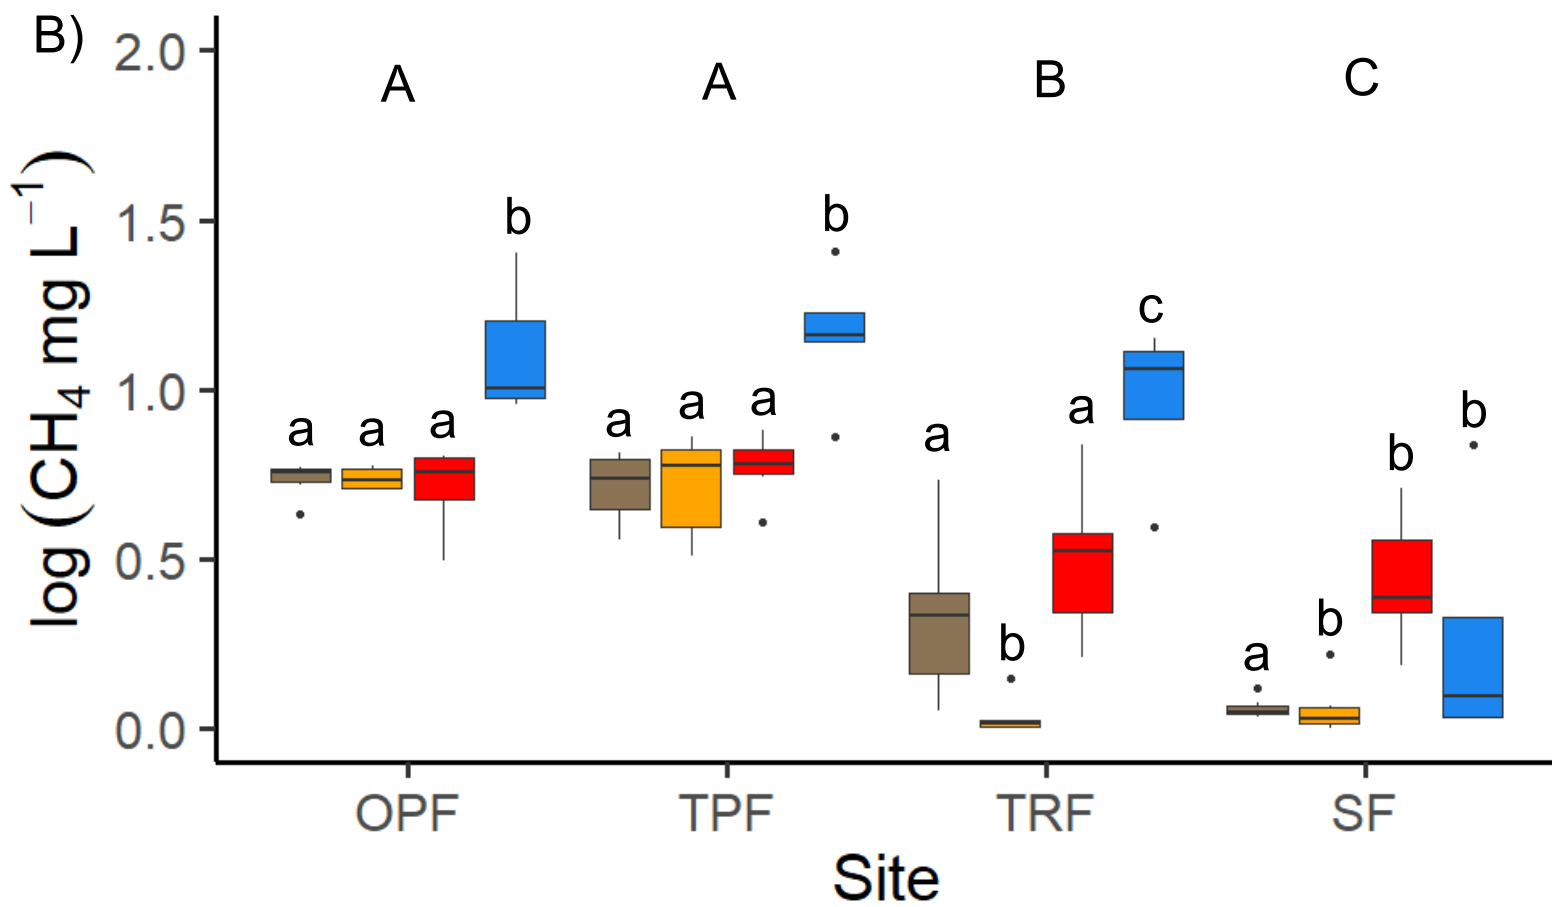 B)
log (CH₄ mg L⁻¹)
2.0
1.5
1.0
0.5
0.0
A A B C
a a a b
a a a b
a b a c
a b b b
OPF TPF TRF SF
Site